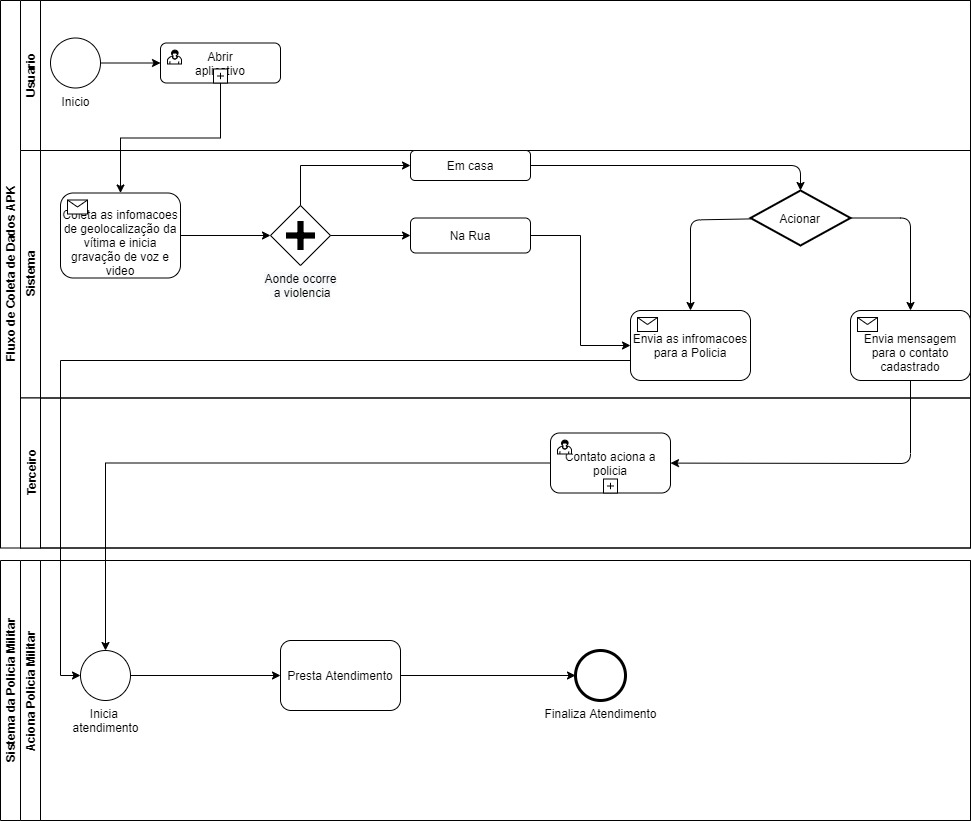 Fluxo de Coleta de Dados APK
Usuario
Inicio
Abrir
aplicativo
Sistema
Coleta as infomacoes
de geolocalização da
vítima e inicia
gravação de voz e
video
Aonde ocorre
a violencia
Em casa
Na Rua
Acionar
Envia as infromacoes
para a Policia
Envia mensagem
para o contato
cadastrado
Terceiro
Contato aciona a
policia
Sistema da Policia Militar
Aciona Policia Militar
Inicia
atendimento
Presta Atendimento
Finaliza Atendimento